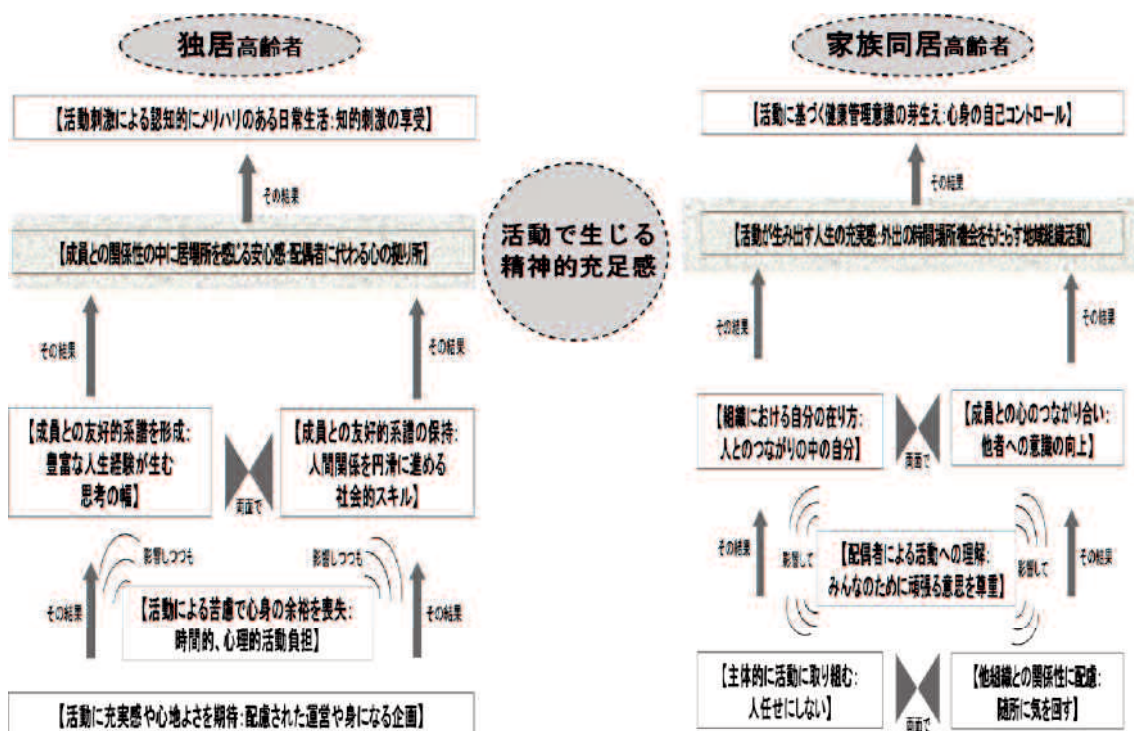 独居高齢者
【活動刺激による認知的にメリハリのある日常生活:知的刺激の享受】
その結果
【成員との関係性の中に居場所を感じる安心感:配偶者に代わる心の拠り所】
その結果
その結果
【成員との友好的系譜を形成:
豊富な人生経験が生む
思考の幅】
両面で
【成員との友好的系譜の保持:
人間関係を円滑に進める
社会的スキル】
影響しつつも
影響しつつも
その結果
【活動による苦慮で心身の余裕を喪失:
時間的、心理的活動負担】
その結果
【活動に充実感や心地よさを期待:配慮された運営や身になる企画】
活動で生じる
精神的充足感
家族同居高齢者
【活動に基づく健康管理意識の芽生え:心身の自己コントロール】
その結果
【活動が生み出す人生の充実感:外出の時間場所機会をもたらす地域組織活動】
その結果
その結果
【組織における自分の在り方:
人とのつながりの中の自分】
両面で
【成員との心のつながり合い:
他者への意識の向上】
その結果
影響して
【配偶者による活動への理解:
みんなのために頑張る意思を尊重】
影響して
その結果
【主体的に活動に取り組む:
人任せにしない】
両面で
【他組織との関係性に配慮:
随所に気を回す】